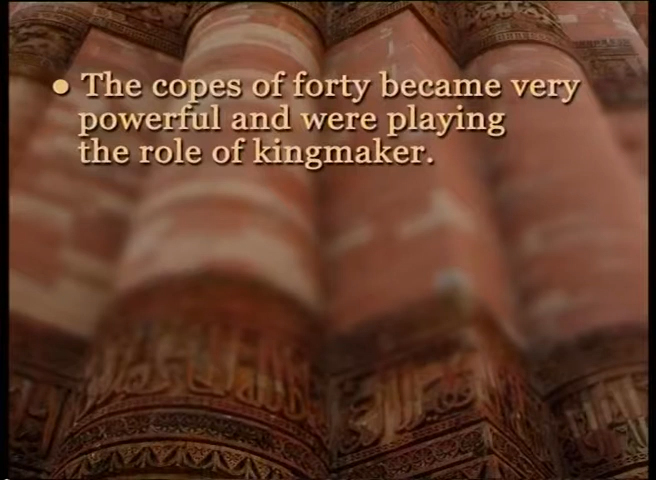 • The copes of forty became very
powerful and were playing
the role of kingmaker.